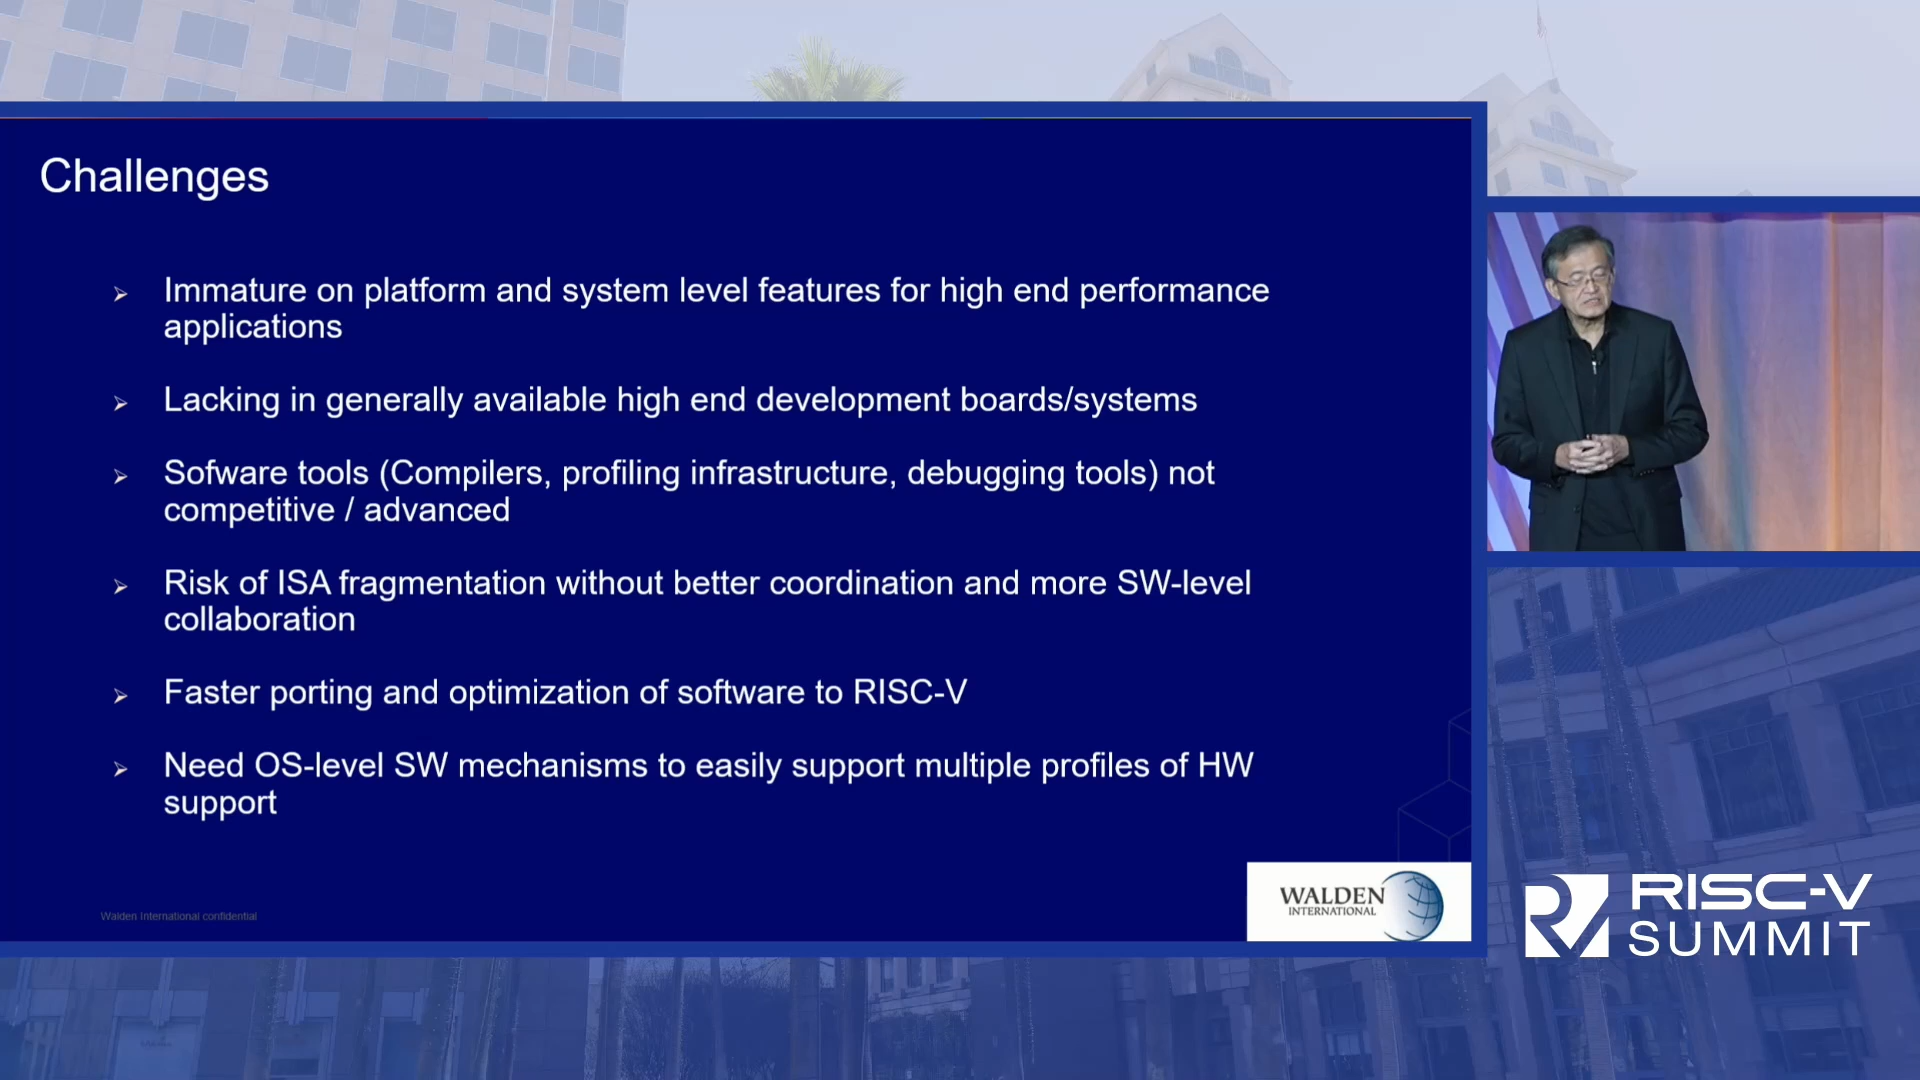 Challenges
Immature on platform and system level features for high end performance
applications
Lacking in generally available high end development boards/systems
Sofware tools (Compilers, profiling infrastructure, debugging tools) not
competitive / advanced
Risk of ISA fragmentation without better coordination and more SW-level
collaboration
Faster porting and optimization of software to RISC-V
Need OS-level SW mechanisms to easily support multiple profiles of HW
support
Walden International confidential
WALDEN
INTERNATIONAL
RISC-V
SUMMIT